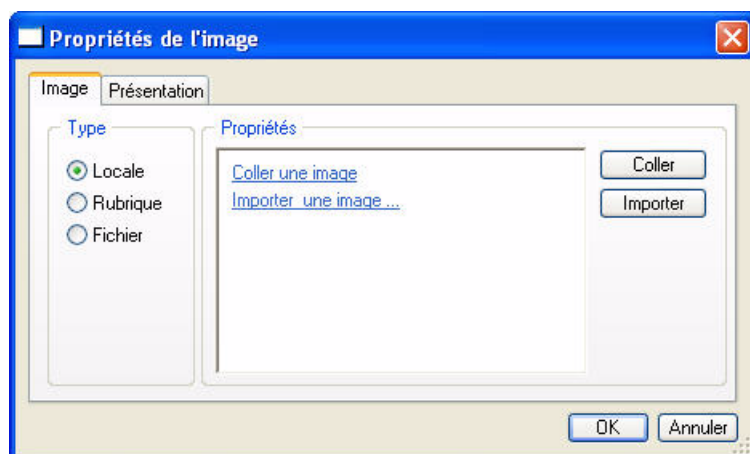 Propriétés de l'image
Image Présentation
Type
Locale
Rubrique
Fichier
Propriétés
Coller une image
Importer une image ...
Coller
Importer
OK Annuler